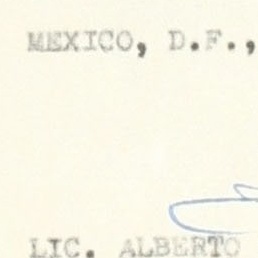 MEXICO, D.F.,
LIC. ALBERTO